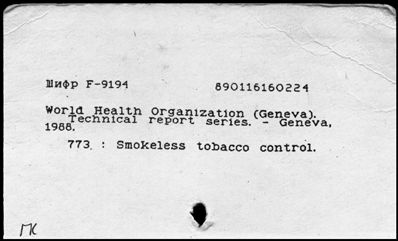 Шифр F-9194 890116160224
World Health Organization (Geneva).
Technical report series. - Geneva,
1988.
773 : Smokeless tobacco control.
ГК